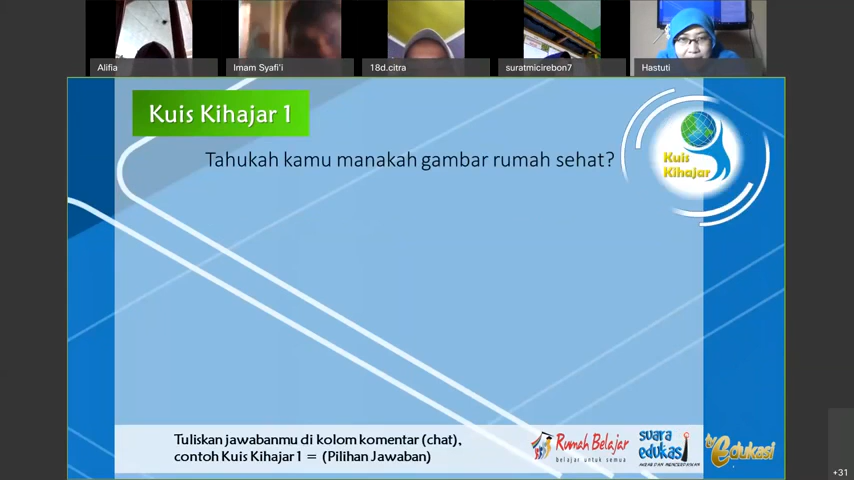 Alifia
Imam Syafi'i
18d.citra
suratmicirebon7
Hastuti
Kuis Kihajar 1
Tahukah kamu manakah gambar rumah sehat?
Kuis
Kihajar
Tuliskan jawabanmu di kolom komentar (chat),
contoh Kuis Kihajar 1 = (Pilihan Jawaban)
Rumah Belajar
belajar untuk semua
suara
edukasi
tv Edukasi
+31